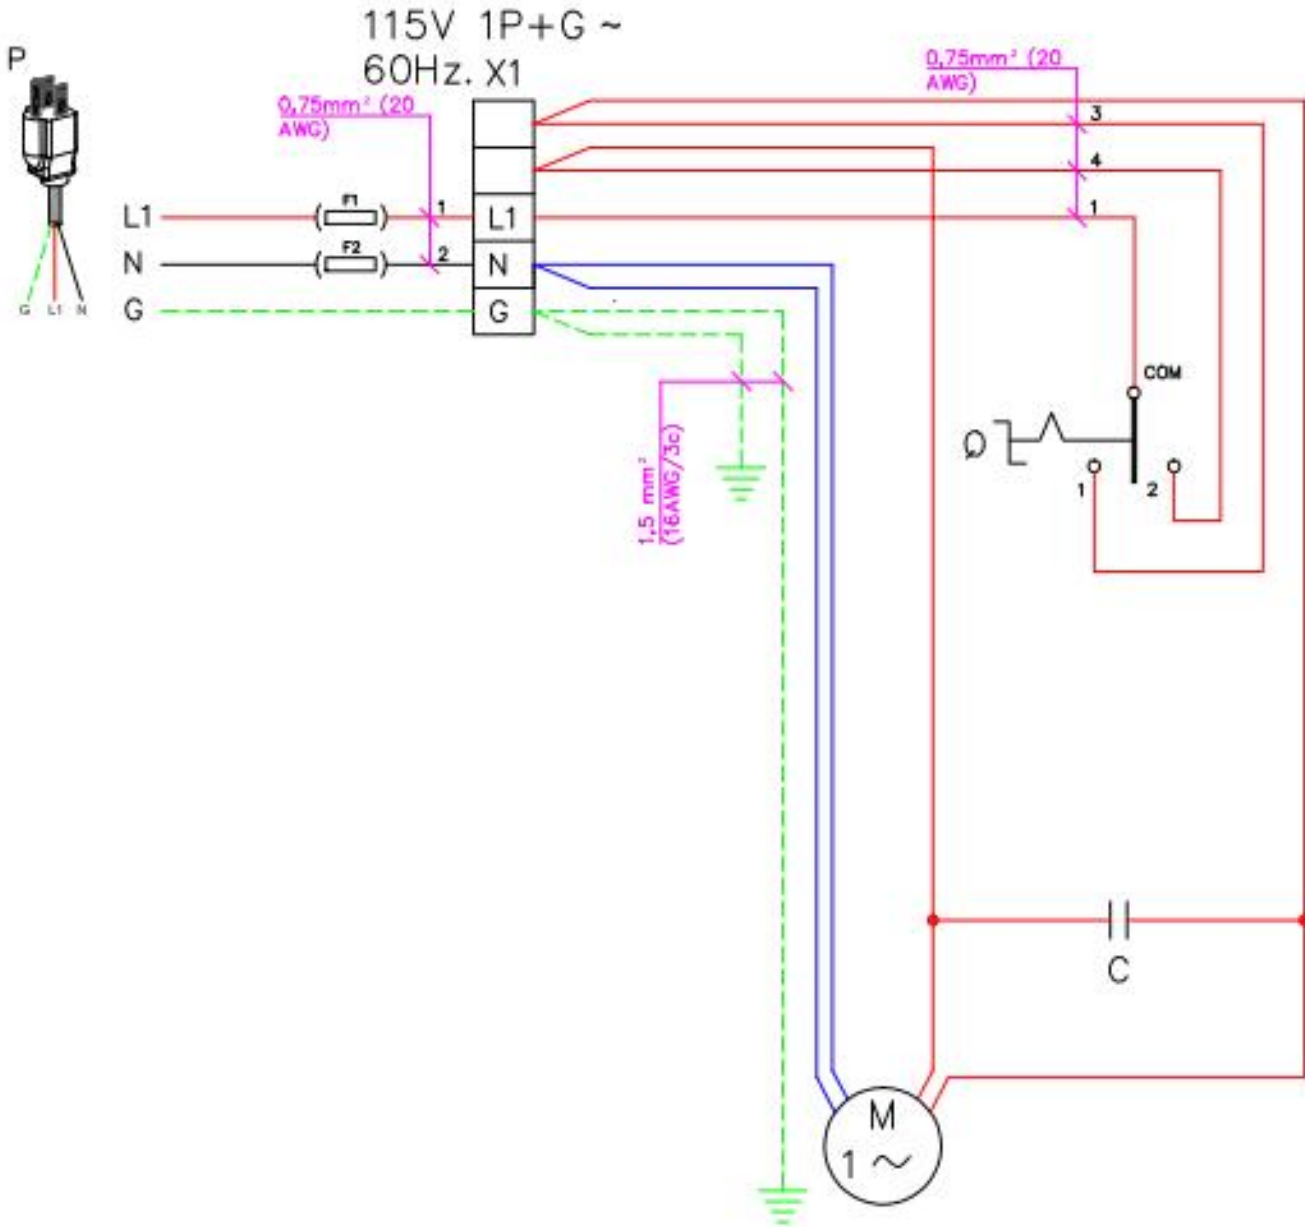 115V 1P+G ~
60Hz. X1
P
0,75mm² (20
AWG)
0,75mm² (20
AWG)
3
4
L1
F1
1
L1
1
N
F2
2
N
G
G
G L1 N
COM
Q
1
2
1,5 mm²
(16AWG/3c)
C
M
1 ~